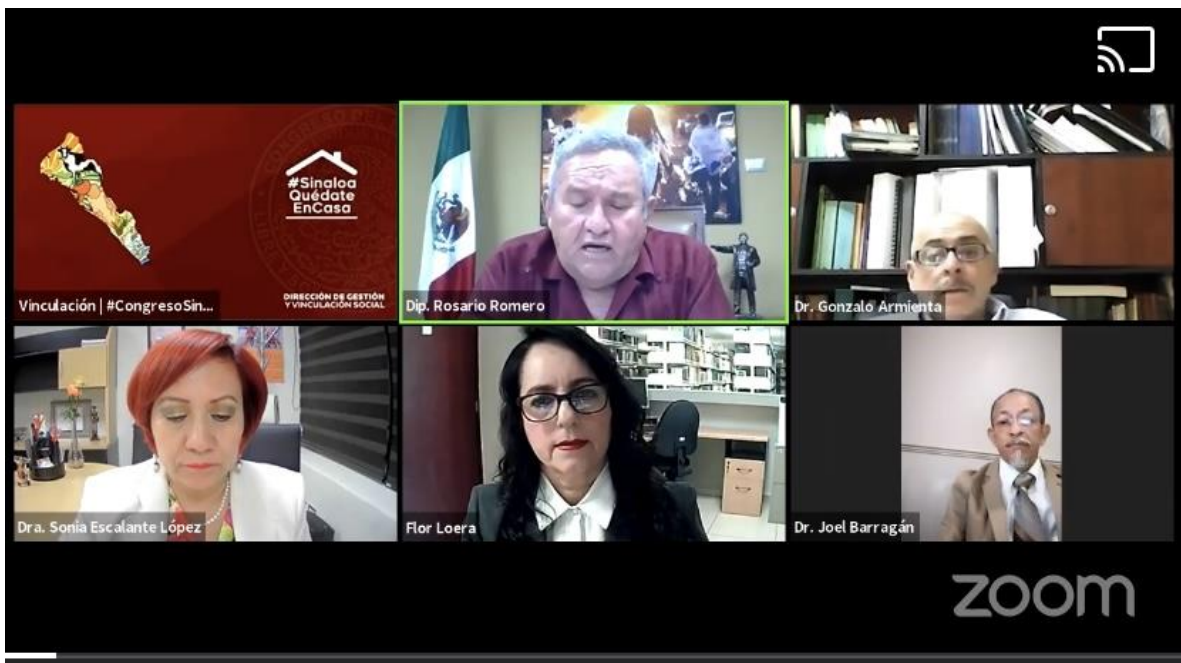 #Sinaloa
Quédate
EnCasa
DIRECCIÓN DE GESTIÓN
Y VINCULACIÓN SOCIAL
Vinculación | #CongresoSin...
Dip. Rosario Romero
Dr. Gonzalo Armienta
Dra. Sonia Escalante López
Flor Loera
Dr. Joel Barragán
zoom